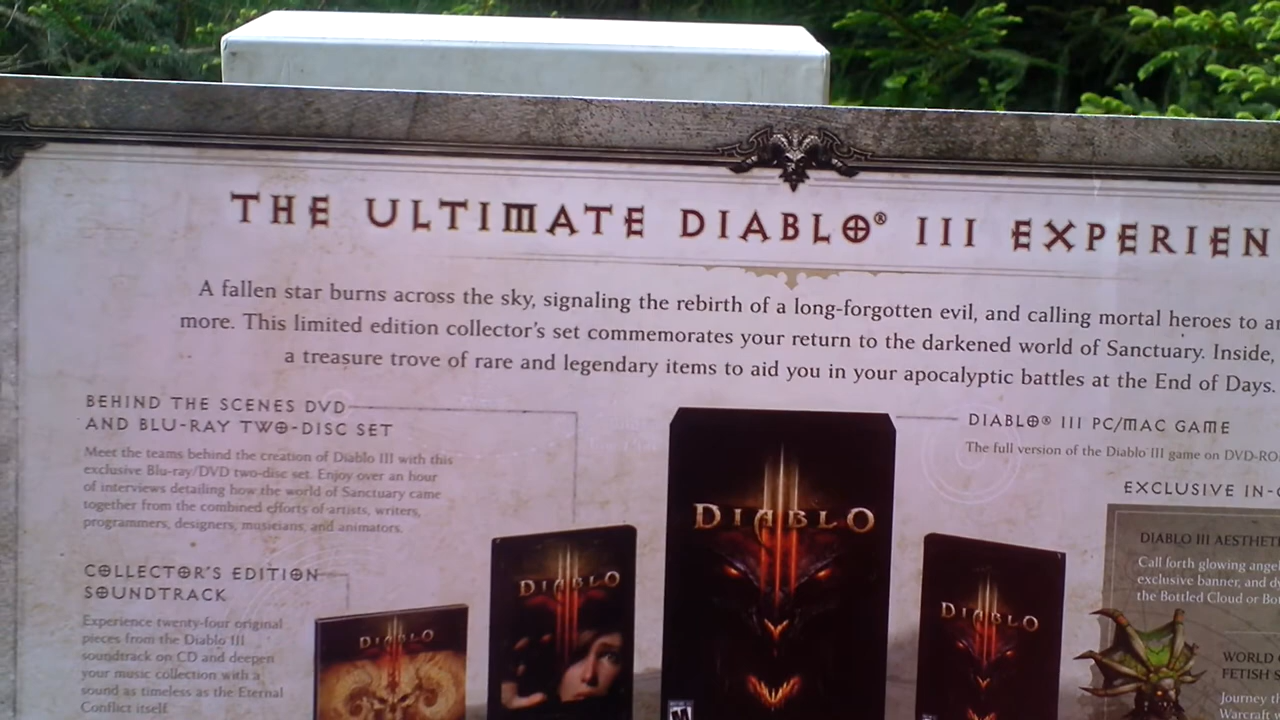 THE ULTIMATE DIABLO® III EXPERIEN
A fallen star burns across the sky, signaling the rebirth of a long-forgotten evil, and calling mortal heroes to
more. This limited edition collector's set commemorates your return to the darkened world of Sanctuary. Inside,
a treasure trove of rare and legendary items to aid you in your apocalyptic battles at the End of Days.
BEHIND THE SCENES DVD
AND BLU-RAY TWO-DISC SET
Meet the teams behind the creation of Diablo III with this
exclusive Blu-ray/DVD two-disc set. Enjoy over an hour
of interviews detailing how the world of Sanctuary came
together from the combined efforts of artists, writers,
programmers, designers, musicians, and animators.
COLLECTOR'S EDITION
SOUNDTRACK
Experience twenty-four original
pieces from the Diablo III
soundtrack on CD and deepen
your music collection with a
sound as timeless as the Eternal
Conflict itself.
DIABLO
DIABLO
DIABLO
M
DIABLO
DIABLO® III PC/MAC GAME
The full version of the Diablo III game on DVD-RO
EXCLUSIVE IN-
DIABLO III AESTHET
Call forth glowing ange
exclusive banner, and d
the Bottled Cloud or Bo
WORLD
FETISH S
Journey t
Warcraft